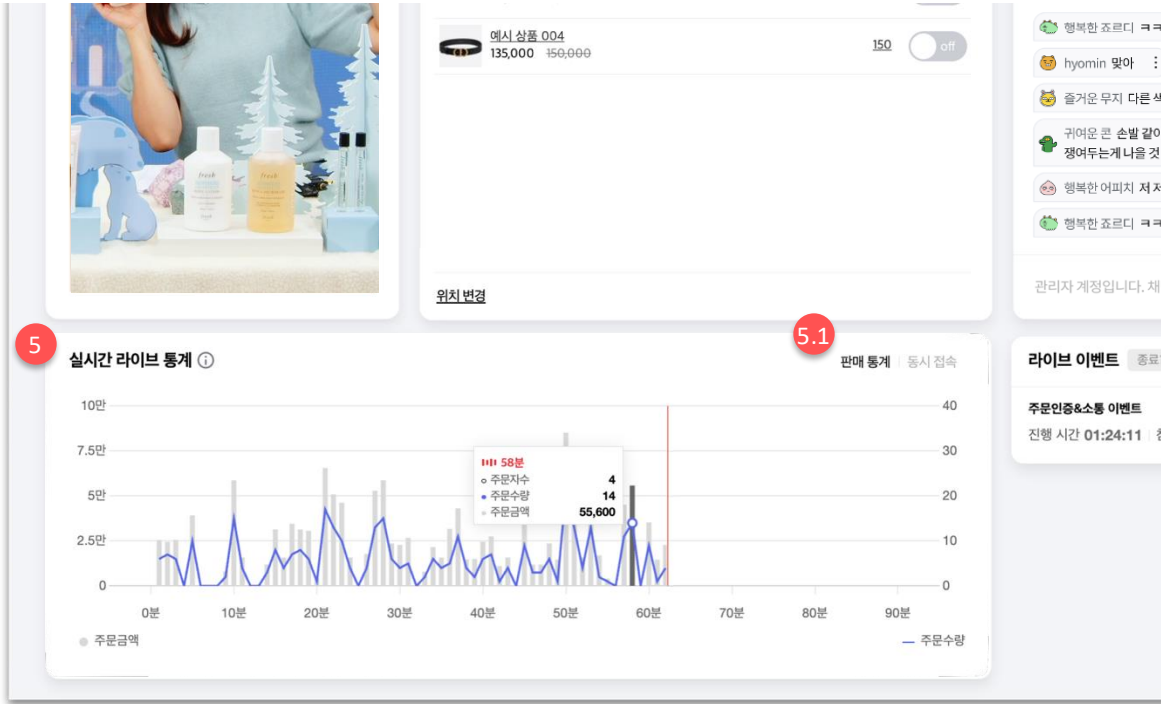 예시 상품 004
135,000 150,000
150
off
위치 변경
행복한 죠르디 ㅋㅋ
hyomin 맞아
즐거운 무지 다른
귀여운 콘 손발 같이
쟁여두는게 나을 것
행복한 어피치 저
행복한 죠르디 ㅋㅋ
관리자 계정입니다. 채
5
실시간 라이브 통계
5.1
판매 통계
동시 접속
10만
7.5만
5만
2.5만
0
40
30
20
10
0
58분
주문자수 4
주문수량 14
주문금액 55,600
0분 10분 20분 30분 40분 50분 60분 70분 80분 90분
주문금액
주문수량
라이브 이벤트 종료
주문인증&소통 이벤트
진행 시간 01:24:11
fresh
fresh